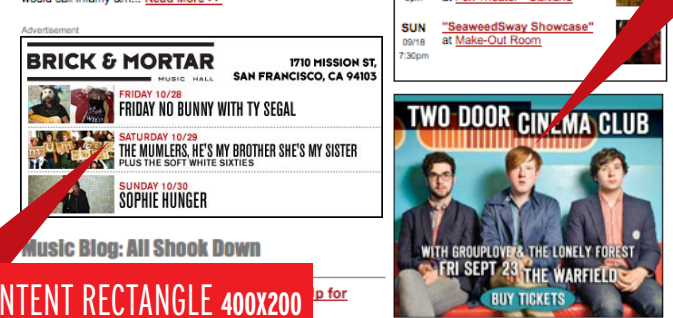 Read More >>
Advertisement
BRICK & MORTAR
MUSIC HALL
1710 MISSION ST,
SAN FRANCISCO, CA 94103
FRIDAY 10/28
FRIDAY NO BUNNY WITH TY SEGAL
SATURDAY 10/29
THE MUMLERS, HE'S MY BROTHER SHE'S MY SISTER
PLUS THE SOFT WHITE SIXTIES
SUNDAY 10/30
SOPHIE HUNGER
Music Blog: All Shook Down
NTENT RECTANGLE 400X200
for
SUN
09/18
7:30pm
"SeaweedSway Showcase"
at Make-Out Room
TWO DOOR CINEMA CLUB
WITH GROUPLOVE & THE LONELY FOREST
FRI SEPT 23 THE WARFIELD
BUY TICKETS